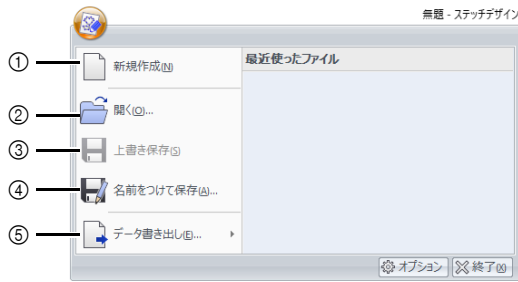 無題 - ステッチデザイン
① 新規作成(N) 最近使ったファイル
② 開く(O)...
③ 上書き保存(S)
④ 名前をつけて保存(A)...
⑤ データ書き出し(E)...
オプション 終了(X)